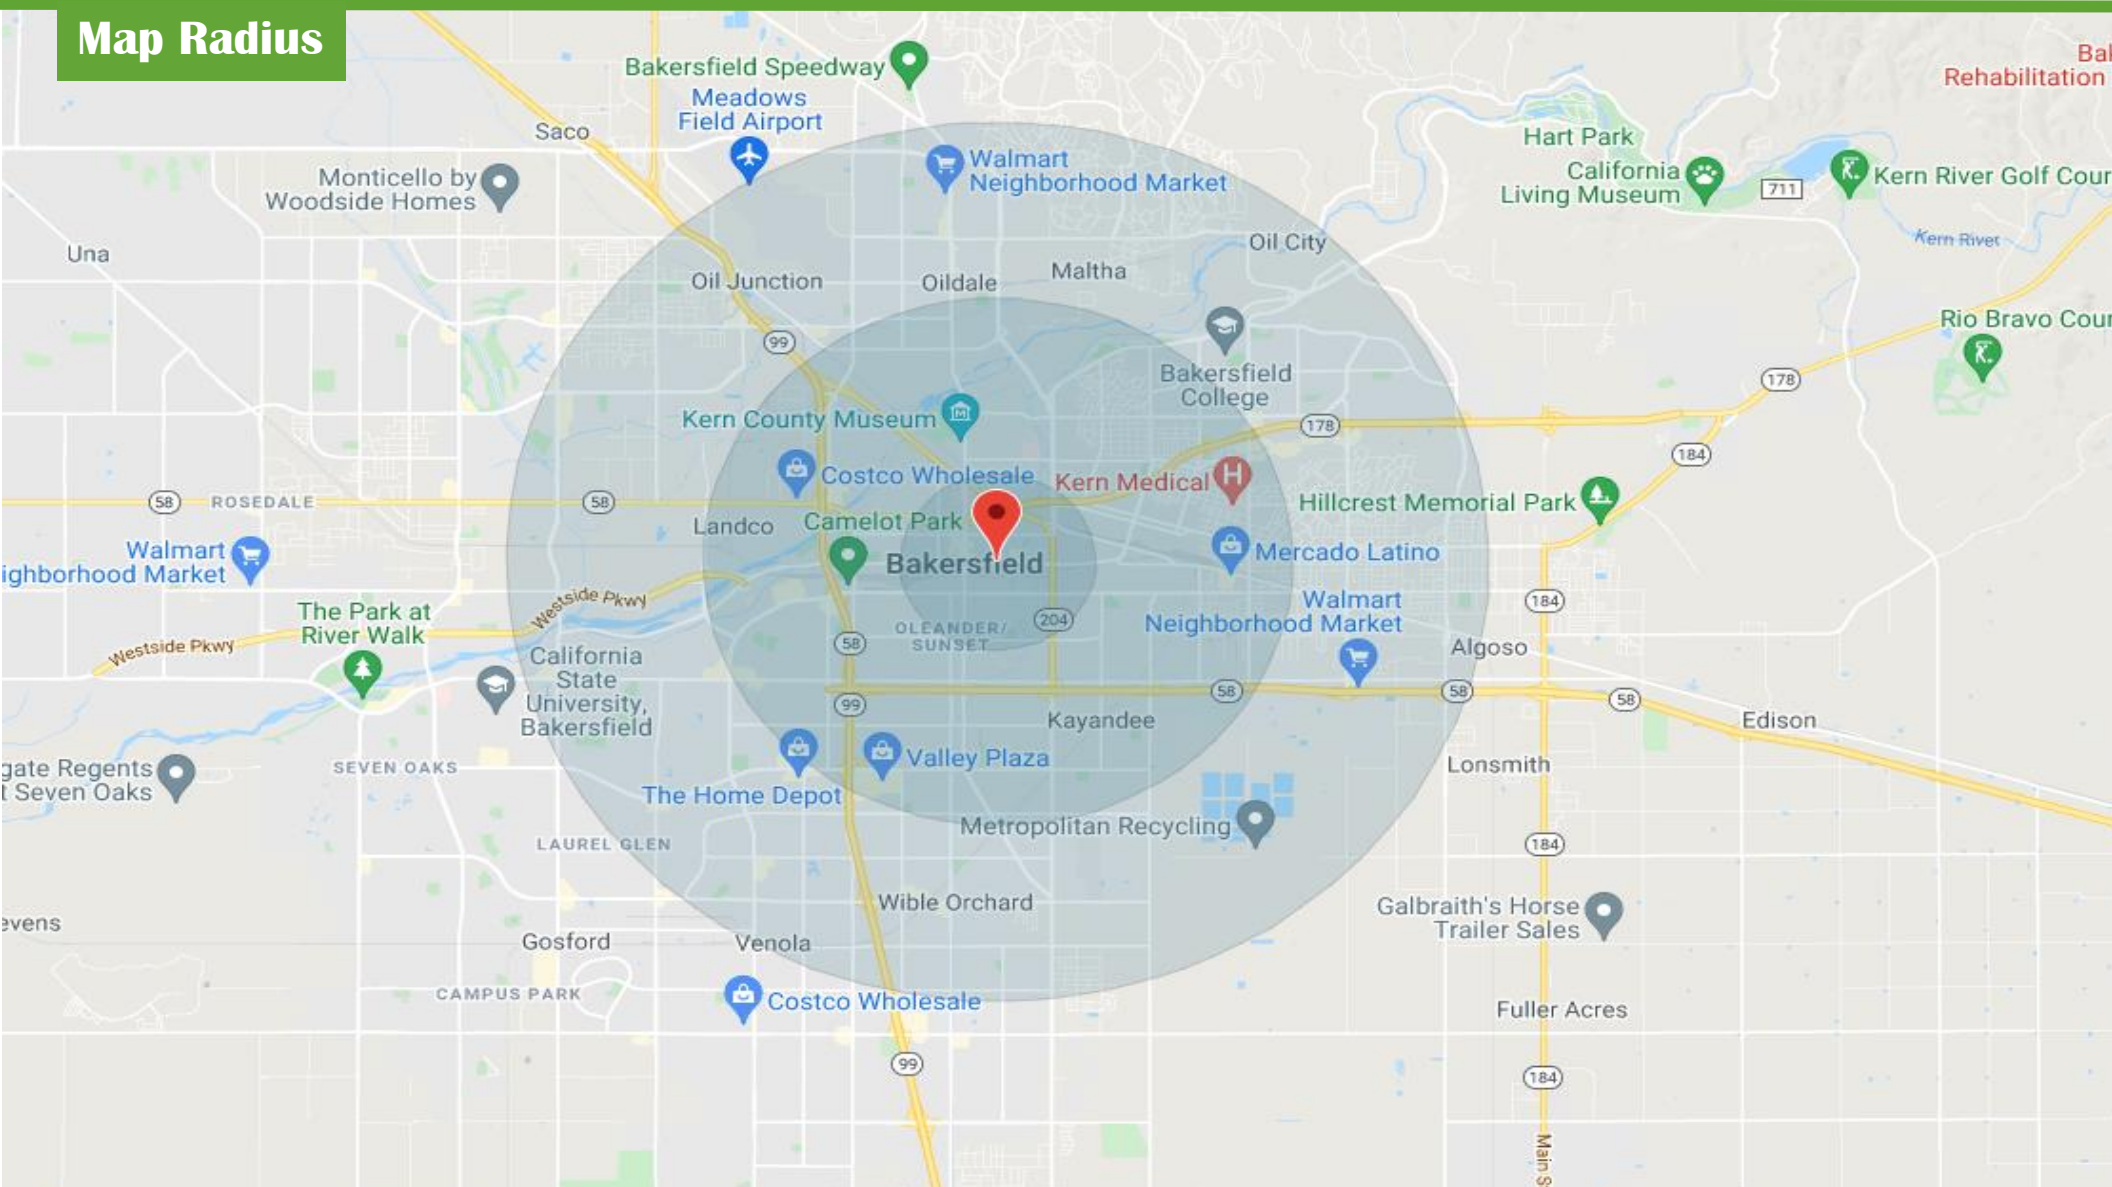 Map Radius
Bakersfield Speedway
Meadows
Field Airport
Saco
Walmart
Neighborhood Market
Monticello by
Woodside Homes
Rehabilitation
Hart Park
California
Living Museum
711
Kern River Golf Cour
Kern River
Una
Oil City
Oil Junction
Oildale
Maltha
99
Bakersfield
College
Rio Bravo Cour
178
Kern County Museum
178
184
Costco Wholesale
Kern Medical
H
58
ROSEDALE
58
Hillcrest Memorial Park
Landco
Camelot Park
Bakersfield
Mercado Latino
Walmart
ighborhood Market
Westside Pkwy
The Park at
River Walk
Westside Pkwy
OLEANDER/
SUNSET
204
58
Walmart
Neighborhood Market
184
Algoso
California
State
University,
Bakersfield
99
58
58
58
Kayandee
Edison
Valley Plaza
The Home Depot
Lonsmith
gate Regents
t Seven Oaks
SEVEN OAKS
LAUREL GLEN
Metropolitan Recycling
184
Wible Orchard
Galbraith's Horse
Trailer Sales
evens
Gosford
Venola
CAMPUS PARK
Costco Wholesale
Fuller Acres
99
184
Main S